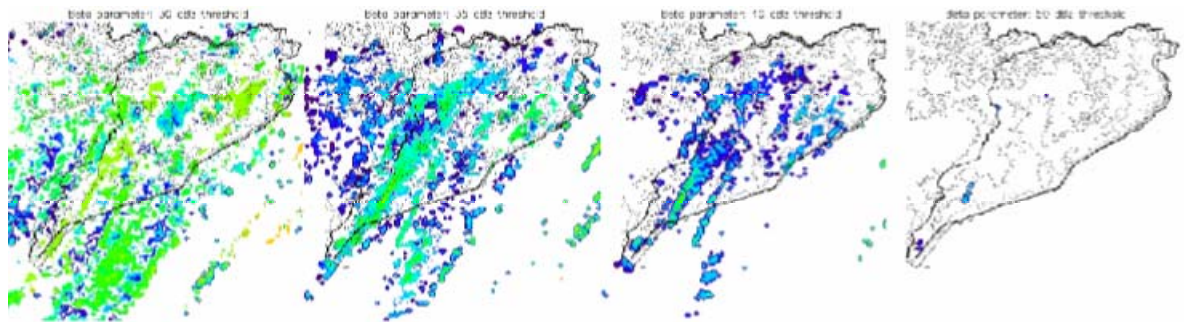 Beta parameter: 30 dBz threshold
Beta parameter: 35 dBz threshold
Beta parameter: 43 dBz threshold
Beta parameter: 50 dBz threshold